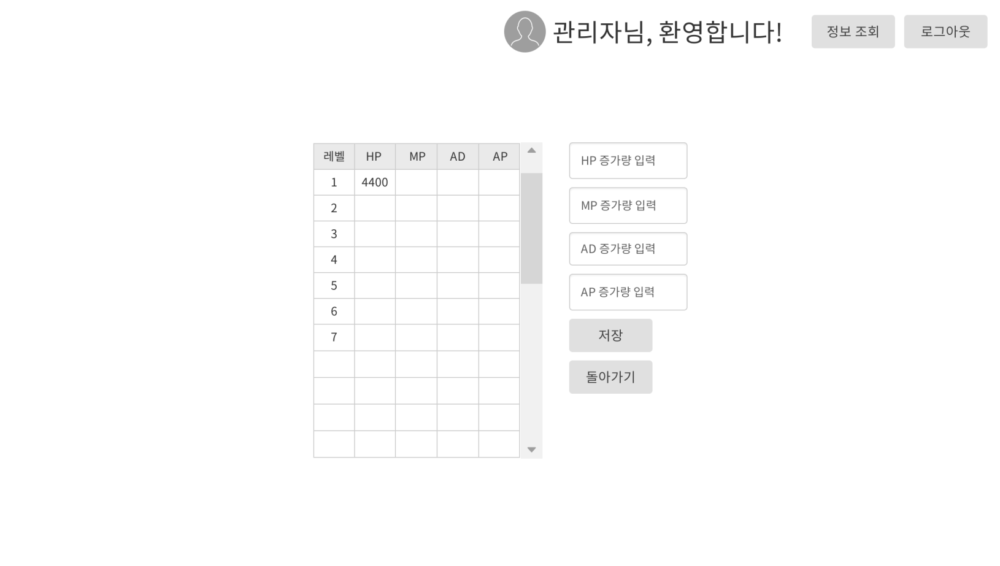 관리자님, 환영합니다!
정보 조회
로그아웃
레벨 HP MP AD AP
1 4400
2
3
4
5
6
7
HP 증가량 입력
MP 증가량 입력
AD 증가량 입력
AP 증가량 입력
저장
돌아가기